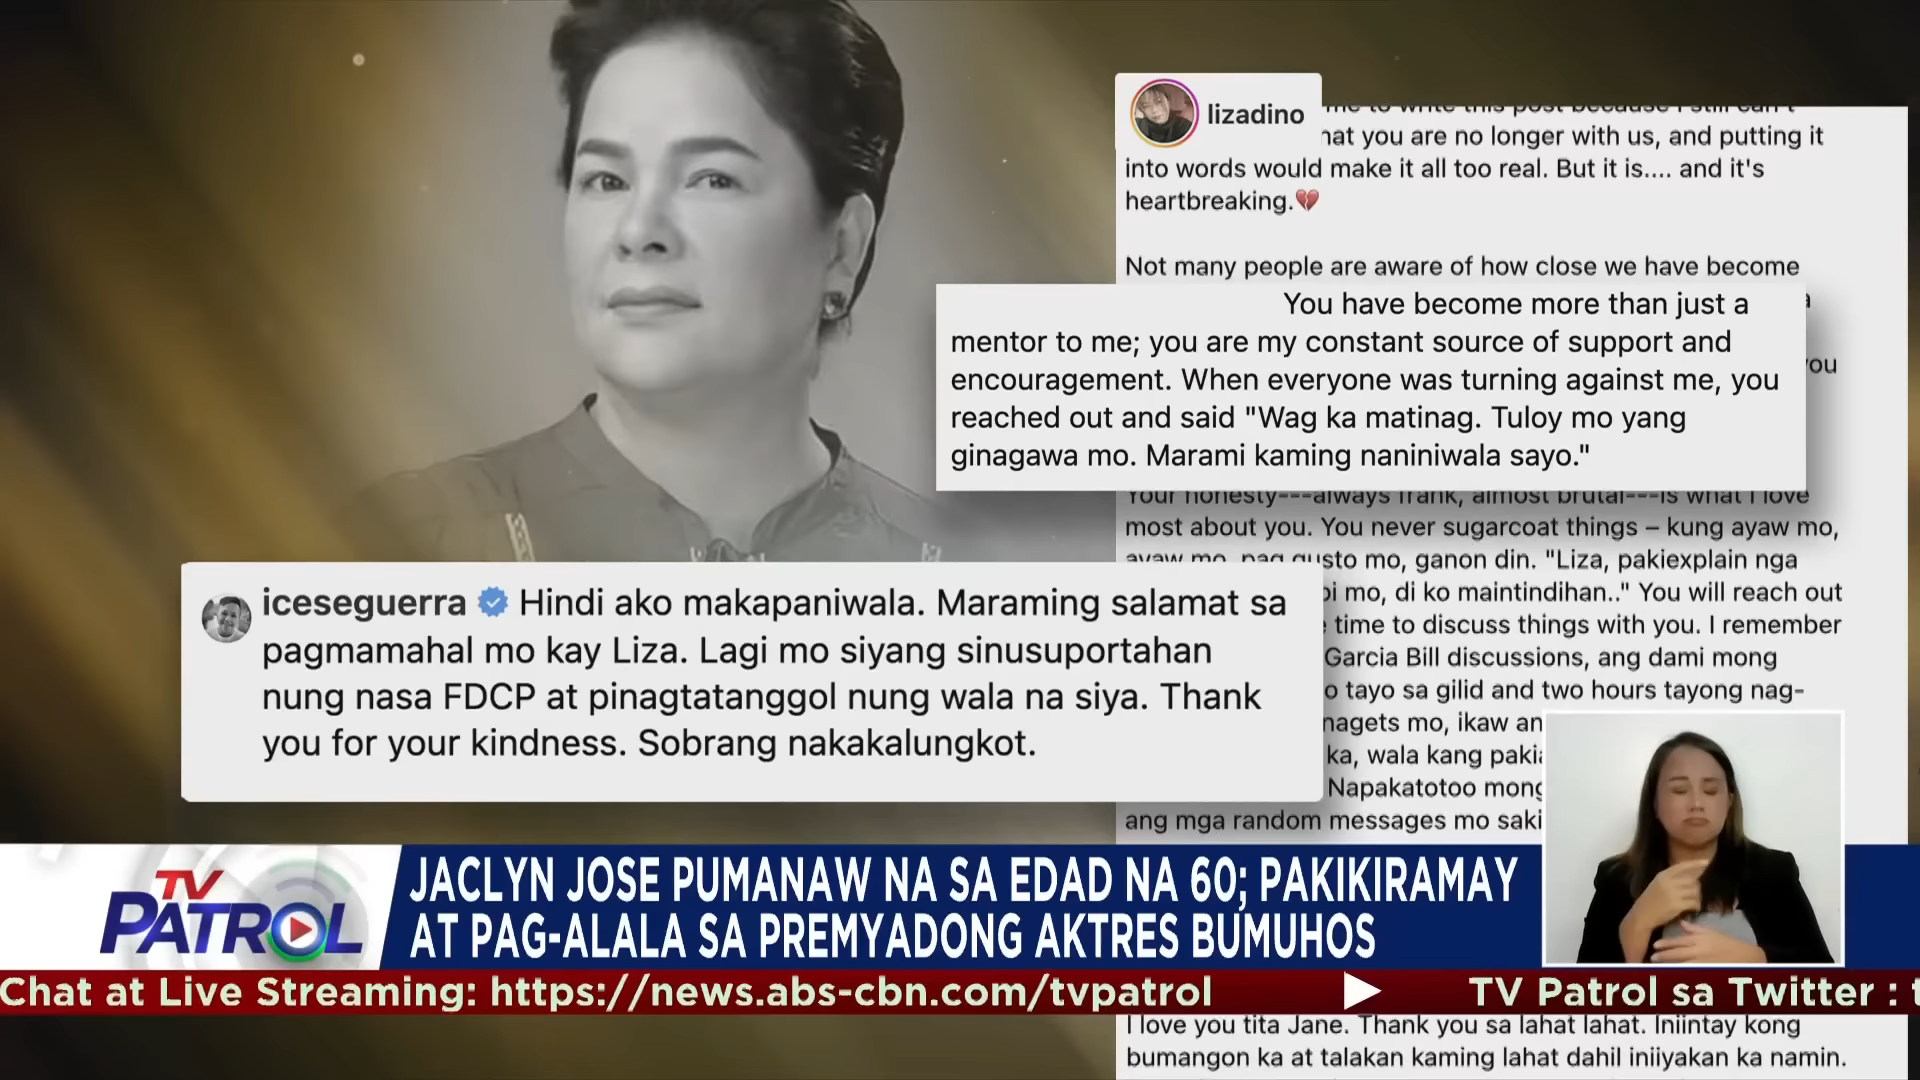 lizadino
me to write this post because I still can't
that you are no longer with us, and putting it
into words would make it all too real. But it is.... and it's
heartbreaking.💔
Not many people are aware of how close we have become
You have become more than just a
mentor to me; you are my constant source of support and
encouragement. When everyone was turning against me, you
reached out and said "Wag ka matinag. Tuloy mo yang
ginagawa mo. Marami kaming naniniwala sayo."
you
Your honesty---always frank, almost brutal---is what I love
most about you. You never sugarcoat things – kung ayaw mo,
ayaw mo, pag gusto mo, ganon din. "Liza, pakiexplain nga
mo, di ko maintindihan.." You will reach out
time to discuss things with you. I remember
Garcia Bill discussions, ang dami mong
tayo sa gilid and two hours tayong nag-
nagets mo, ikaw
ka, wala kang
Napakatotoo mong
ang mga random messages mo
iceseguerra Hindi ako makapaniwala. Maraming salamat sa
pagmamahal mo kay Liza. Lagi mo siyang sinusuportahan
nung nasa FDCP at pinagtatanggol nung wala na siya. Thank
you for your kindness. Sobrang nakakalungkot.
TV
PATROL
JACLYN JOSE PUMANAW NA SA EDAD NA 60; PAKIKIRAMAY
AT PAG-ALALA SA PREMYADONG AKTRES BUMUHOS
Chat at Live Streaming: https://news.abs-cbn.com/tvpatrol TV Patrol sa Twitter : t
I love you tita Jane. Thank you sa lahat lahat. Iniintay kong
bumangon ka at talakan kaming lahat dahil iniiyakan ka namin.